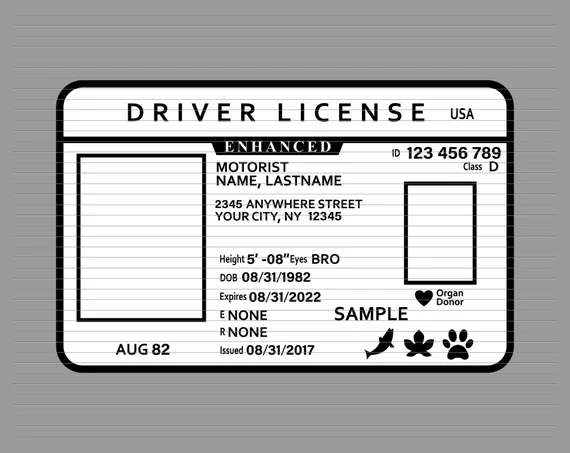 DRIVER LICENSE USA
ENHANCED
ID 123 456 789
Class D
MOTORIST
NAME, LASTNAME
2345 ANYWHERE STREET
YOUR CITY, NY 12345
Height 5' -08" Eyes BRO
DOB 08/31/1982
Expires 08/31/2022
Organ
Donor
E NONE
SAMPLE
R NONE
Issued 08/31/2017
AUG 82